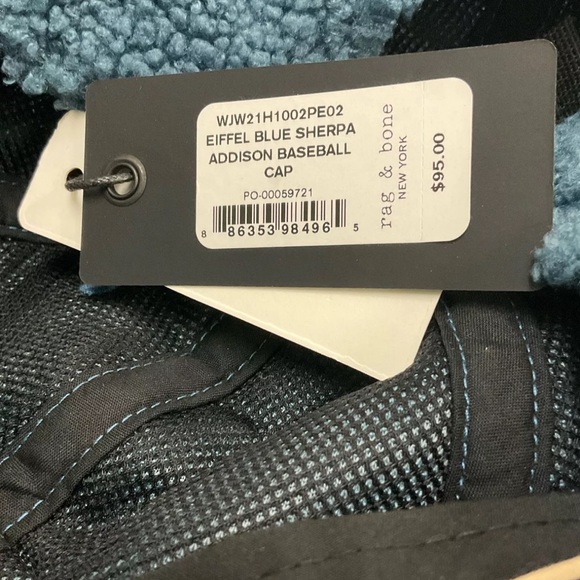 WJW21H1002PE02
EIFFEL BLUE SHERPA
ADDISON BASEBALL
CAP
PO-00059721
8 86353 98496 5
rag & bone
NEW YORK
$95.00